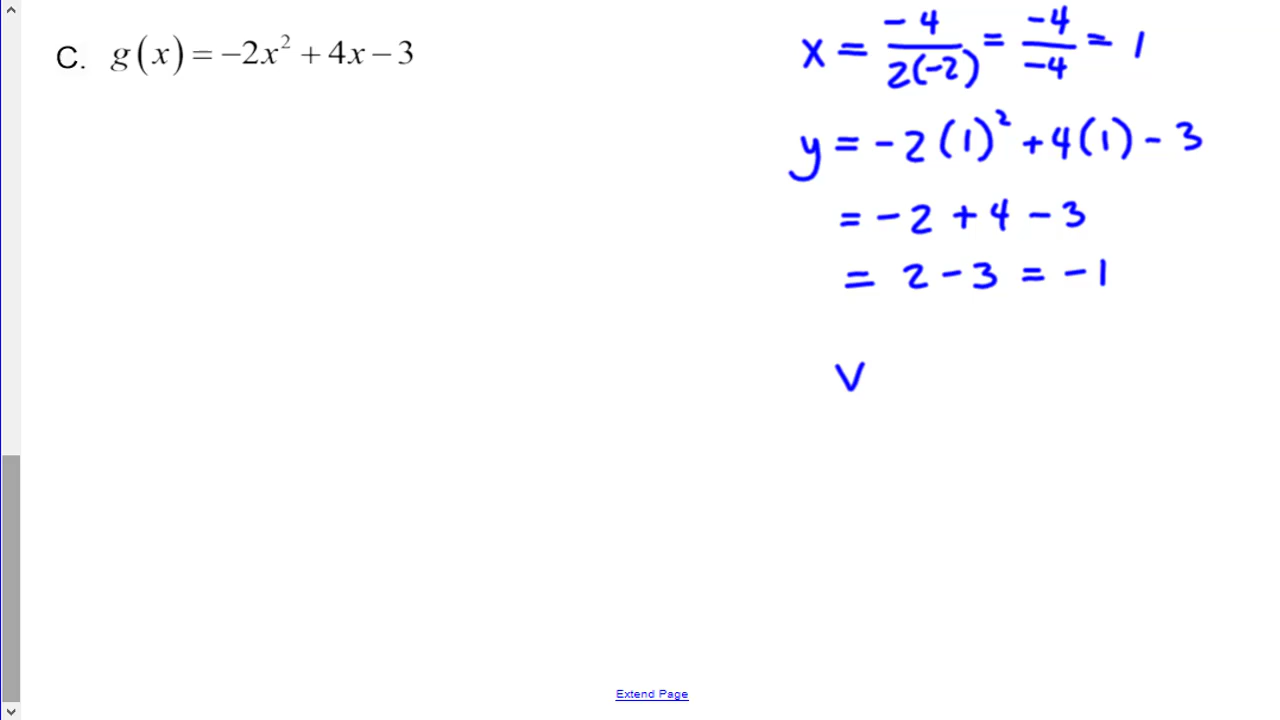 C. g(x) = −2x² + 4x − 3
x = -4/2(-2) = -4/-4 = 1
y = -2(1)² + 4(1) - 3
= -2 + 4 - 3
= 2 - 3 = -1
V
Extend Page